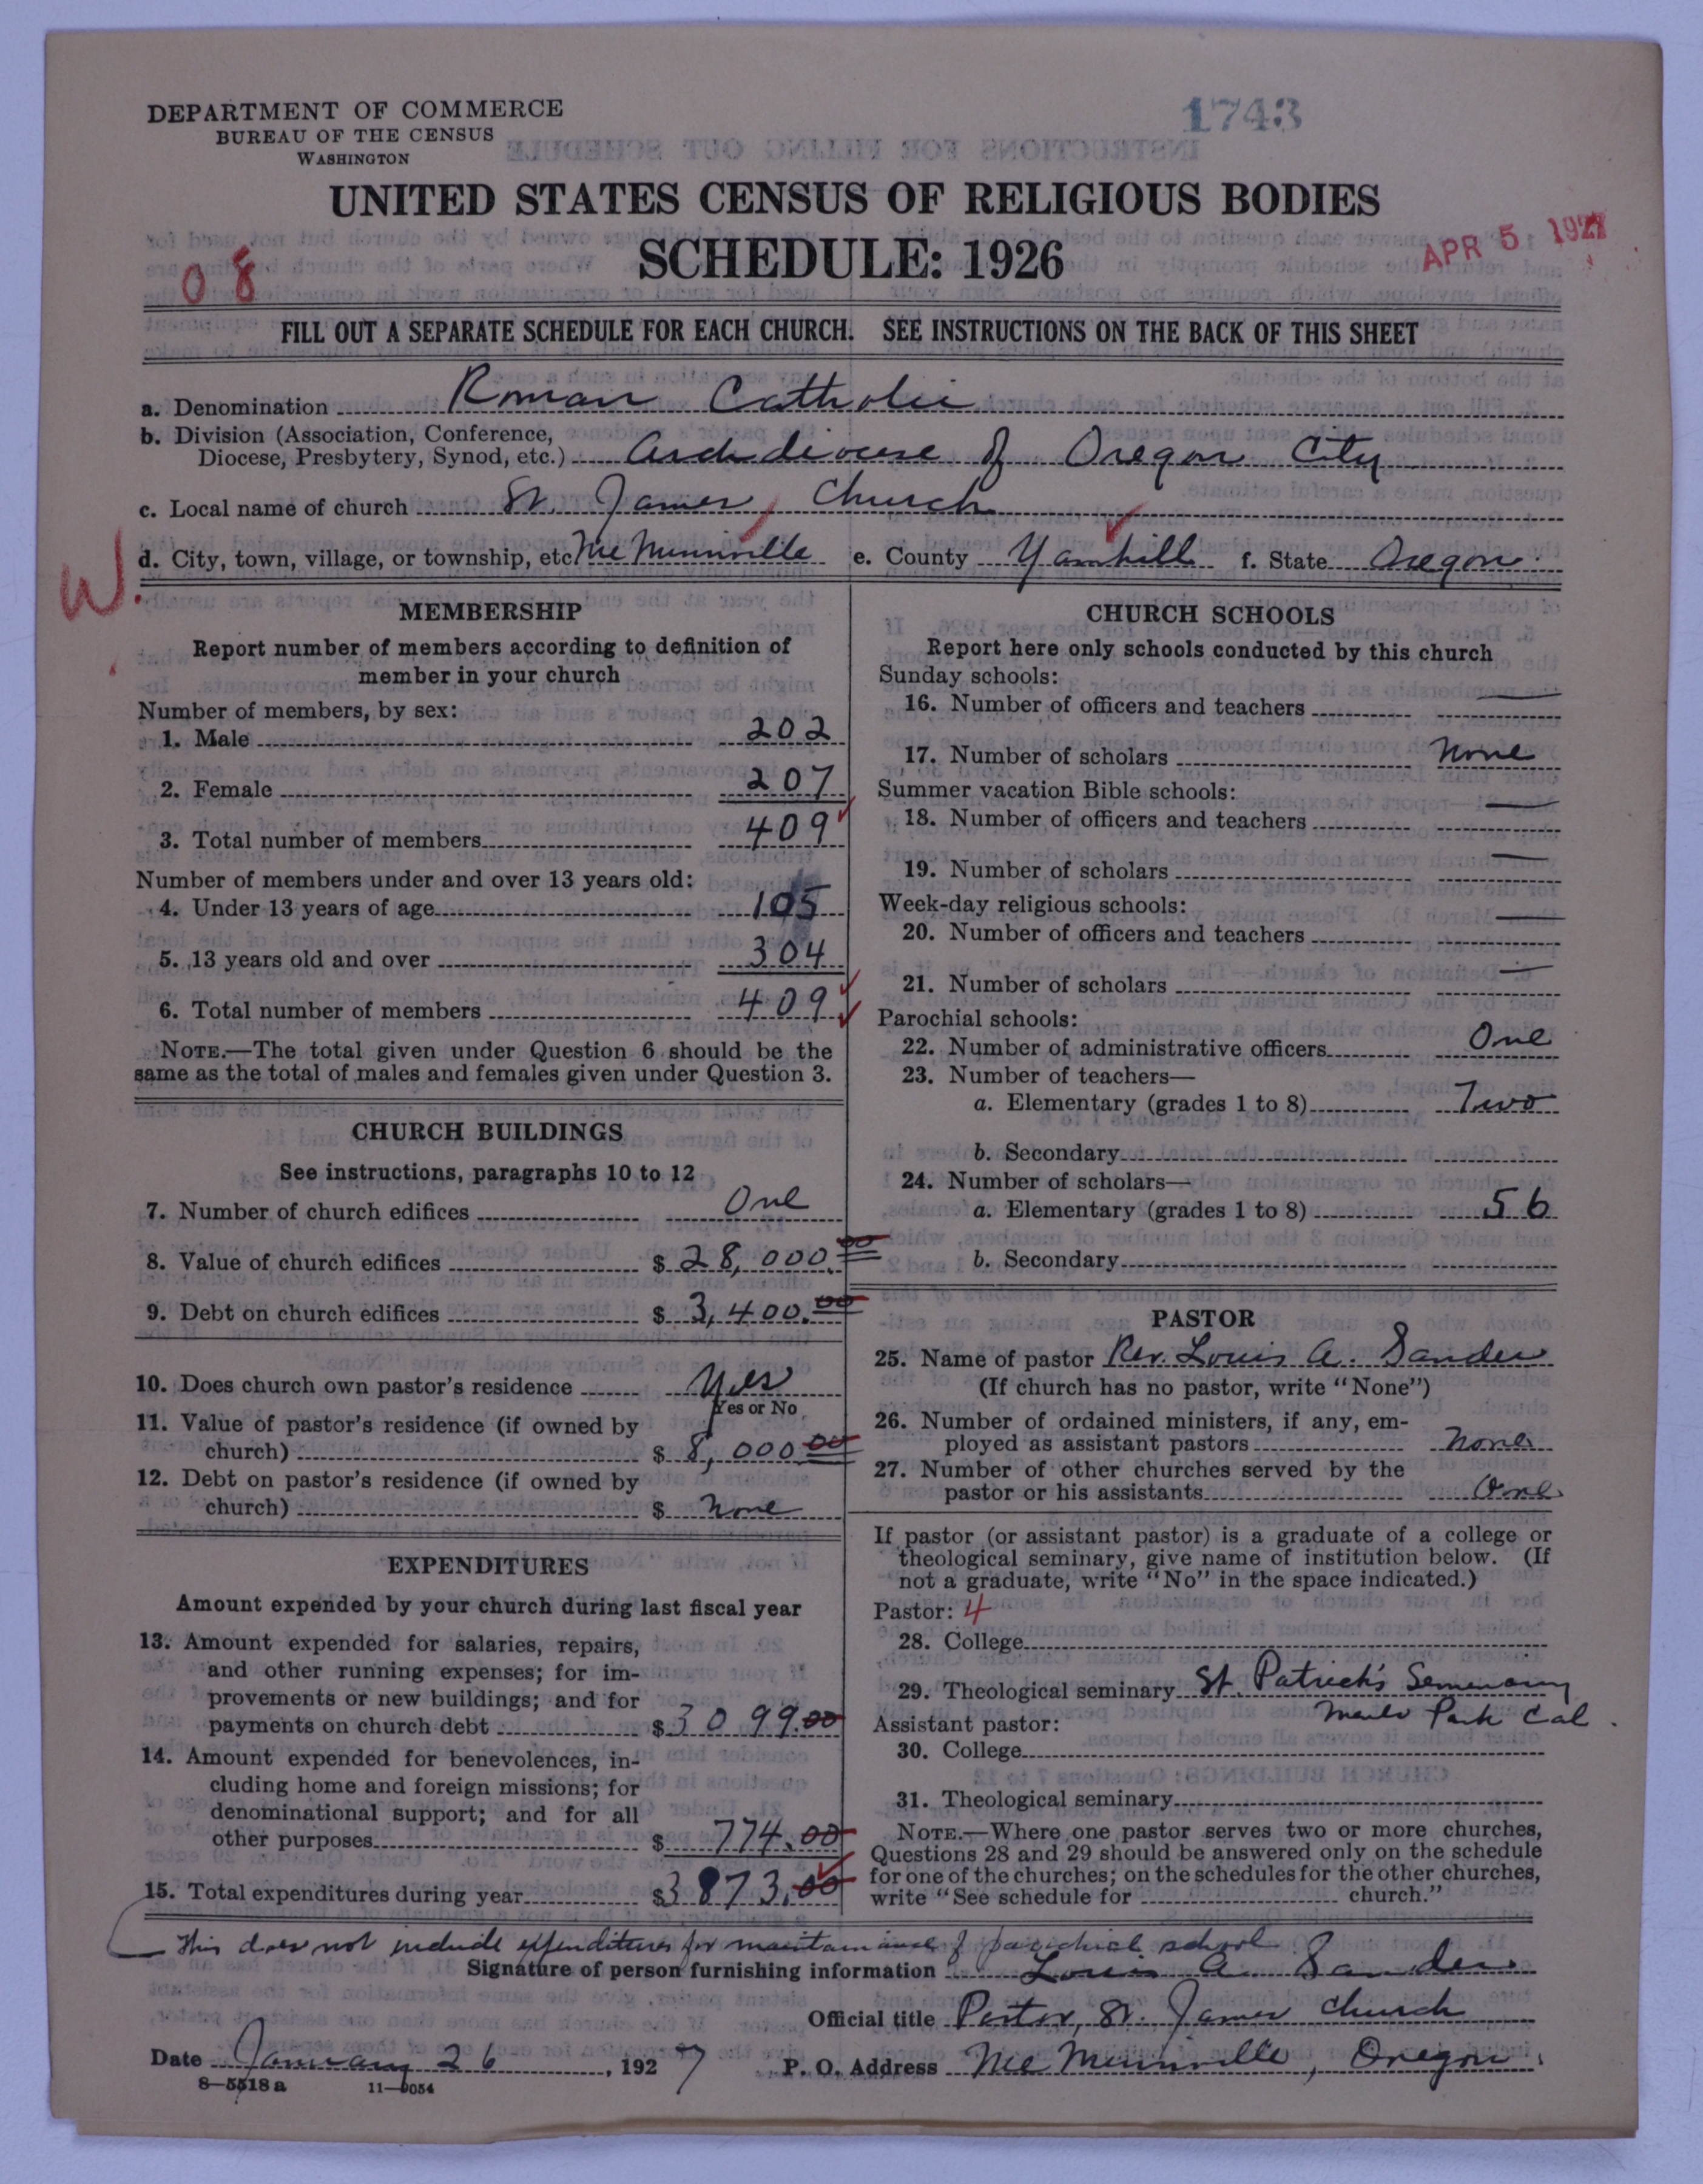 DEPARTMENT OF COMMERCE
BUREAU OF THE CENSUS
WASHINGTON
1743
UNITED STATES CENSUS OF RELIGIOUS BODIES
SCHEDULE: 1926
APR 5 1927
08
FILL OUT A SEPARATE SCHEDULE FOR EACH CHURCH. SEE INSTRUCTIONS ON THE BACK OF THIS SHEET
a. Denomination Roman Catholic
b. Division (Association, Conference,
Diocese, Presbytery, Synod, etc.) Archdiocese of Oregon City
c. Local name of church St. James, Church
W.
d. City, town, village, or township, etc McMinnville e. County Yamhill f. State Oregon
MEMBERSHIP
Report number of members according to definition of
member in your church
Number of members, by sex:
1. Male 202
2. Female 207
3. Total number of members 409
Number of members under and over 13 years old:
4. Under 13 years of age 105
5. 13 years old and over 304
6. Total number of members 409
NOTE.—The total given under Question 6 should be the
same as the total of males and females given under Question 3.
CHURCH BUILDINGS
See instructions, paragraphs 10 to 12
7. Number of church edifices One
8. Value of church edifices $ 28,000.00
9. Debt on church edifices $ 3,400.00
10. Does church own pastor's residence Yes
Yes or No
11. Value of pastor's residence (if owned by
church) $ 8,000 00
12. Debt on pastor's residence (if owned by
church) $ None
EXPENDITURES
Amount expended by your church during last fiscal year
13. Amount expended for salaries, repairs,
and other running expenses; for im-
provements or new buildings; and for
payments on church debt $ 3099.00
14. Amount expended for benevolences, in-
cluding home and foreign missions; for
denominational support; and for all
other purposes $ 774.00
15. Total expenditures during year $ 3873.00
CHURCH SCHOOLS
Report here only schools conducted by this church
Sunday schools:
16. Number of officers and teachers —
17. Number of scholars None
Summer vacation Bible schools:
18. Number of officers and teachers —
19. Number of scholars —
Week-day religious schools:
20. Number of officers and teachers —
21. Number of scholars —
Parochial schools:
22. Number of administrative officers One
23. Number of teachers—
a. Elementary (grades 1 to 8) Two
b. Secondary
24. Number of scholars—
a. Elementary (grades 1 to 8) 56
b. Secondary
PASTOR
25. Name of pastor Rev. Louis A. Sander
(If church has no pastor, write "None")
26. Number of ordained ministers, if any, em-
ployed as assistant pastors None
27. Number of other churches served by the
pastor or his assistants One
If pastor (or assistant pastor) is a graduate of a college or
theological seminary, give name of institution below. (If
not a graduate, write "No" in the space indicated.)
Pastor: 4
28. College
29. Theological seminary St. Patrick's Seminary
Menlo Park Cal.
Assistant pastor:
30. College
31. Theological seminary
NOTE.—Where one pastor serves two or more churches,
Questions 28 and 29 should be answered only on the schedule
for one of the churches; on the schedules for the other churches,
write "See schedule for church."
This does not include expenditures for maintainance of parochial school.
Signature of person furnishing information Louis A. Sander
Official title Pastor, St. James Church
Date January 26, 1927 P. O. Address McMinnville, Oregon.
8—5518a 11—9054